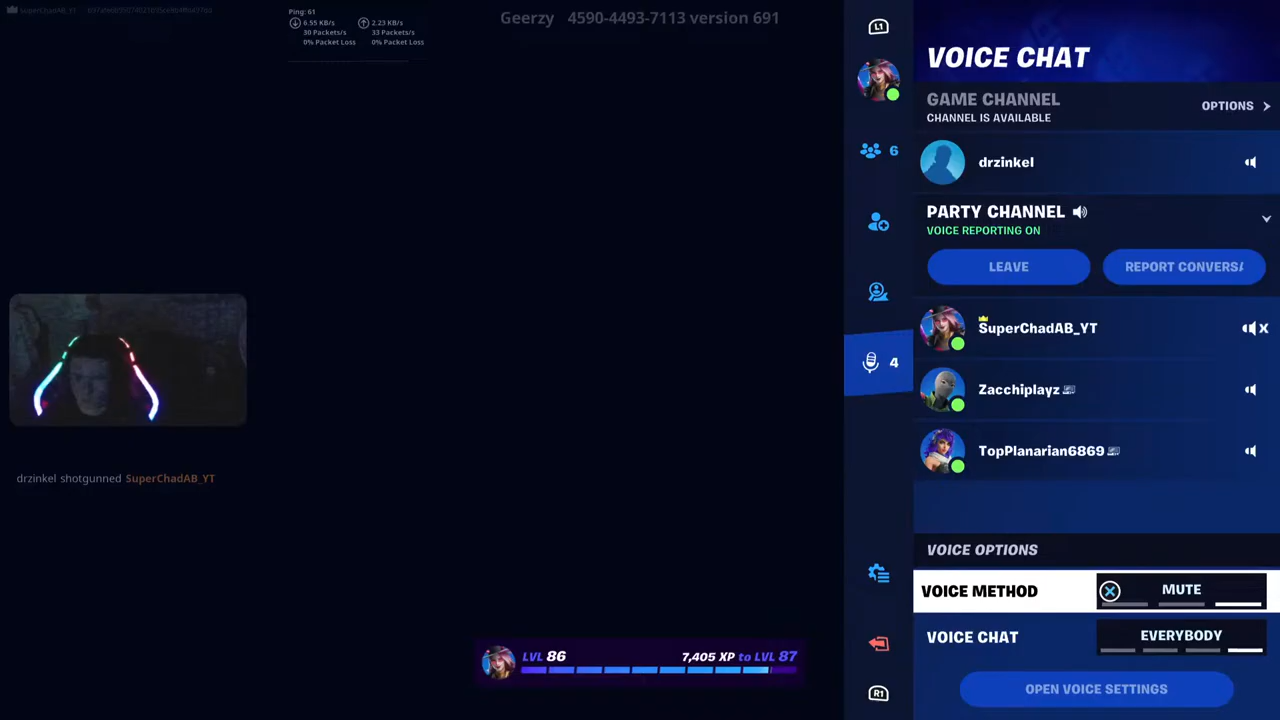 SuperChadAB_YT
Ping: 61
6.55 KB/s
2.23 KB/s
30 Packets/s
33 Packets/s
0% Packet Loss
0% Packet Loss
Geerzy 4590-4493-7113 version 691
L1
VOICE CHAT
GAME CHANNEL
CHANNEL IS AVAILABLE
OPTIONS
6
drzinkel
PARTY CHANNEL
VOICE REPORTING ON
LEAVE
REPORT CONVERSA
SuperChadAB_YT
4
Zacchiplayz
TopPlanarian6869
drzinkel shotgunned SuperChadAB_YT
VOICE OPTIONS
VOICE METHOD
MUTE
VOICE CHAT
EVERYBODY
LVL 86
7,405 XP to LVL 87
OPEN VOICE SETTINGS
R1